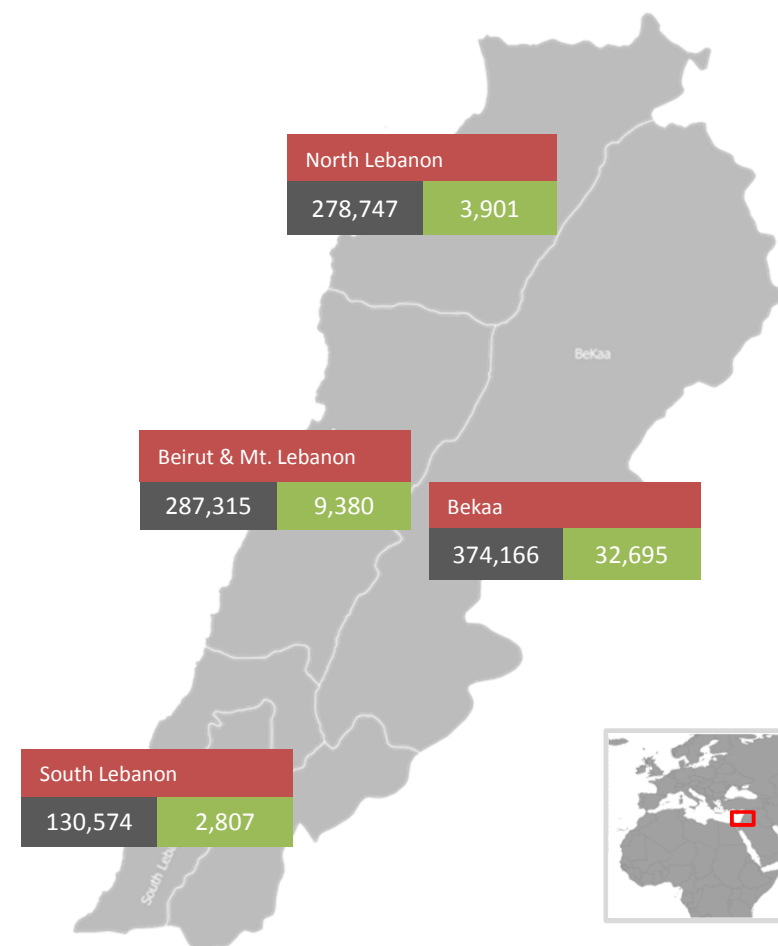 North Lebanon
278,747 3,901
BeKaa
Beirut & Mt. Lebanon
287,315 9,380
Bekaa
374,166 32,695
South Lebanon
130,574 2,807
South